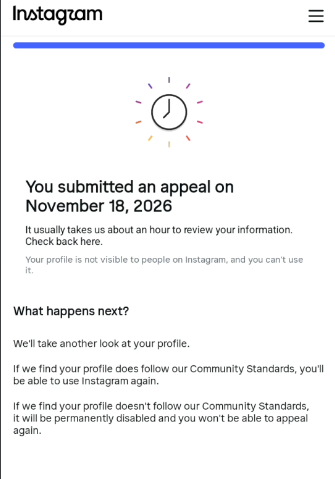 Instagram
You submitted an appeal on
November 18, 2026
It usually takes us about an hour to review your information.
Check back here.
Your profile is not visible to people on Instagram, and you can't use
it.
What happens next?
We'll take another look at your profile.
If we find your profile does follow our Community Standards, you'll
be able to use Instagram again.
If we find your profile doesn't follow our Community Standards,
it will be permanently disabled and you won't be able to appeal
again.